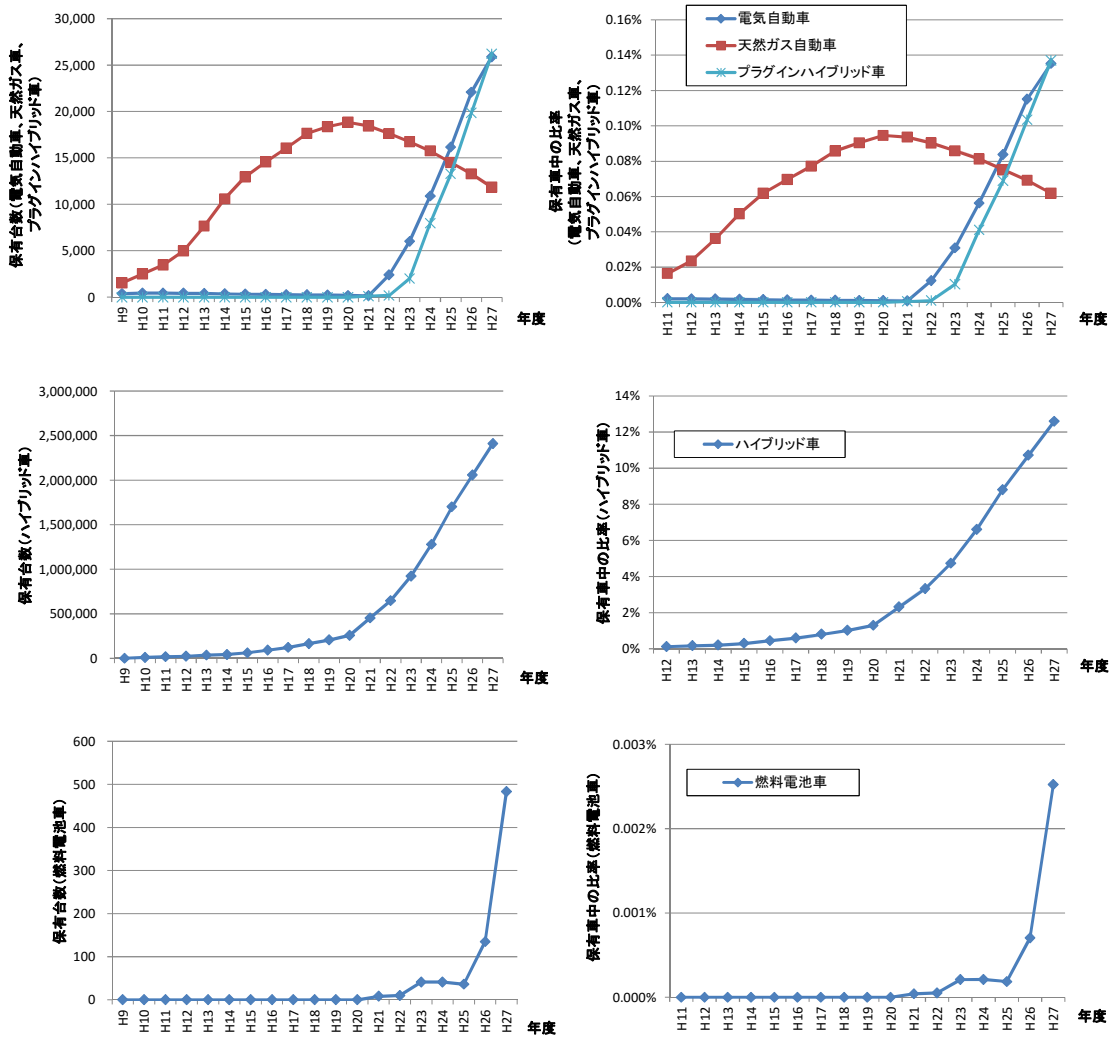 保有台数(電気自動車、天然ガス車、
プラグインハイブリッド車)
30,000
25,000
20,000
15,000
10,000
5,000
0
H9 H10 H11 H12 H13 H14 H15 H16 H17 H18 H19 H20 H21 H22 H23 H24 H25 H26 H27
年度
保有車中の比率
(電気自動車、天然ガス車、
プラグインハイブリッド車)
0.16%
0.14%
0.12%
0.10%
0.08%
0.06%
0.04%
0.02%
0.00%
電気自動車
天然ガス自動車
プラグインハイブリッド車
H11 H12 H13 H14 H15 H16 H17 H18 H19 H20 H21 H22 H23 H24 H25 H26 H27
年度
保有台数(ハイブリッド車)
3,000,000
2,500,000
2,000,000
1,500,000
1,000,000
500,000
0
H9 H10 H11 H12 H13 H14 H15 H16 H17 H18 H19 H20 H21 H22 H23 H24 H25 H26 H27
年度
保有車中の比率(ハイブリッド車)
14%
12%
10%
8%
6%
4%
2%
0%
ハイブリッド車
H12 H13 H14 H15 H16 H17 H18 H19 H20 H21 H22 H23 H24 H25 H26 H27
年度
保有台数(燃料電池車)
600
500
400
300
200
100
0
H9 H10 H11 H12 H13 H14 H15 H16 H17 H18 H19 H20 H21 H22 H23 H24 H25 H26 H27
年度
保有車中の比率(燃料電池車)
0.003%
0.002%
0.001%
0.000%
燃料電池車
H11 H12 H13 H14 H15 H16 H17 H18 H19 H20 H21 H22 H23 H24 H25 H26 H27
年度